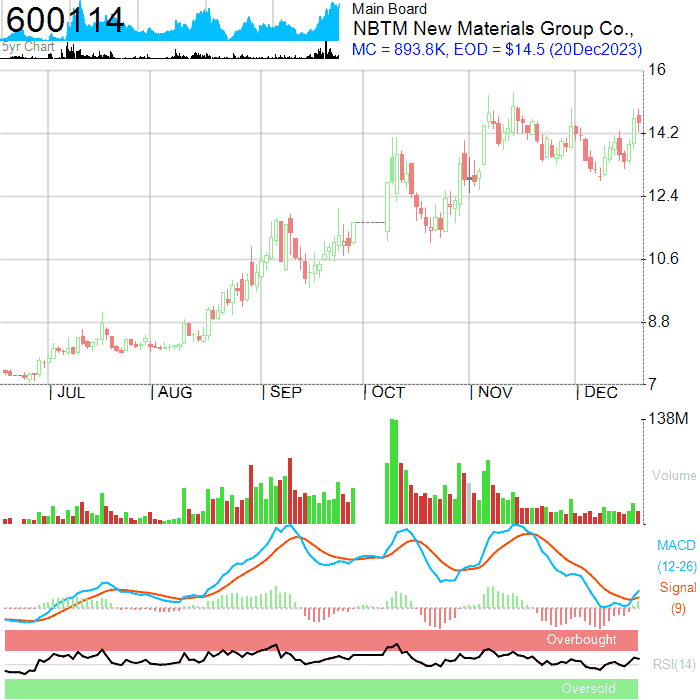 600114
5yr Chart
Main Board
NBTM New Materials Group Co.,
MC = 893.8K, EOD = $14.5 (20Dec2023)
16
14.2
12.4
10.6
8.8
7
JUL AUG SEP OCT NOV DEC
138M
Volume
MACD
(12-26)
Signal
(9)
Overbought
RSI(14)
Oversold